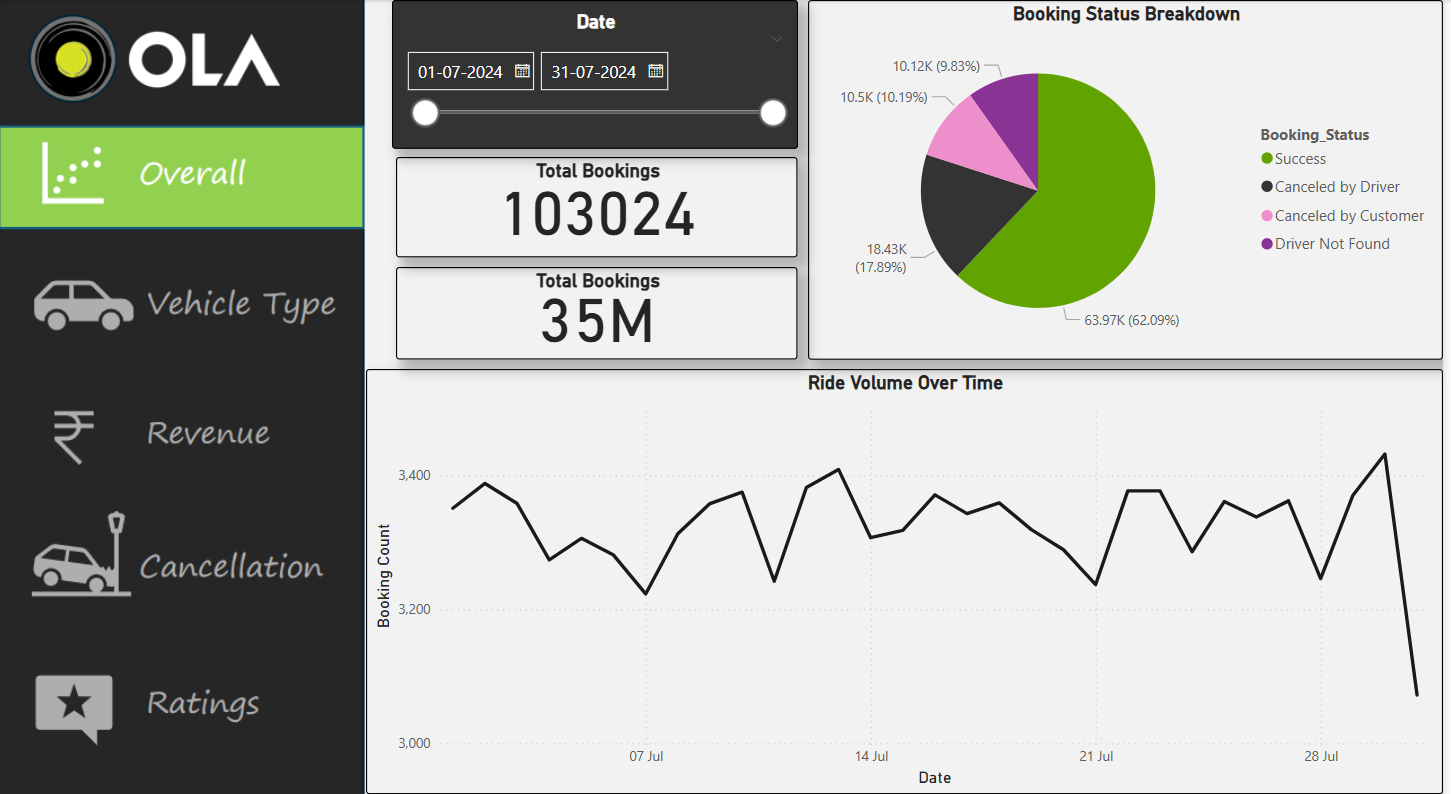 OLA
Overall
Vehicle Type
Revenue
Cancellation
Ratings
Date
01-07-2024
31-07-2024
Total Bookings
103024
Total Bookings
35M
Booking Status Breakdown
10.12K (9.83%)
10.5K (10.19%)
18.43K
(17.89%)
63.97K (62.09%)
Booking_Status
Success
Canceled by Driver
Canceled by Customer
Driver Not Found
Ride Volume Over Time
Booking Count
3,400
3,200
3,000
07 Jul
14 Jul
21 Jul
28 Jul
Date